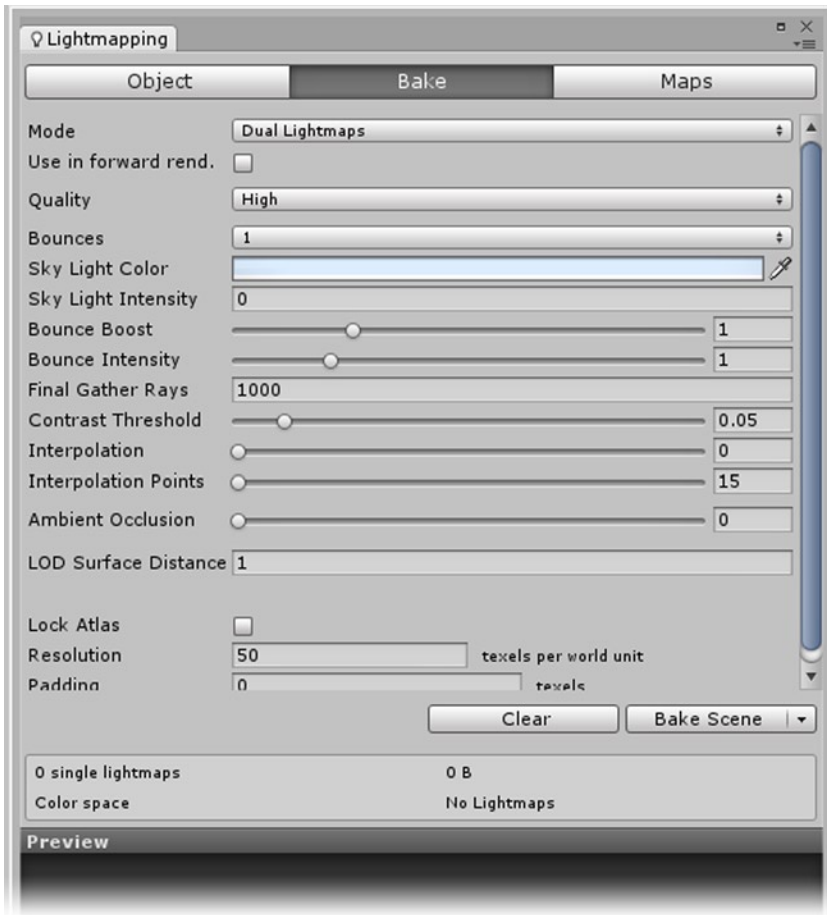 Lightmapping
Object Bake Maps
Mode Dual Lightmaps
Use in forward rend.
Quality High
Bounces 1
Sky Light Color
Sky Light Intensity 0
Bounce Boost 1
Bounce Intensity 1
Final Gather Rays 1000
Contrast Threshold 0.05
Interpolation 0
Interpolation Points 15
Ambient Occlusion 0
LOD Surface Distance 1
Lock Atlas
Resolution 50 texels per world unit
Padding 0 texels
Clear Bake Scene
0 single lightmaps 0 B
Color space No Lightmaps
Preview